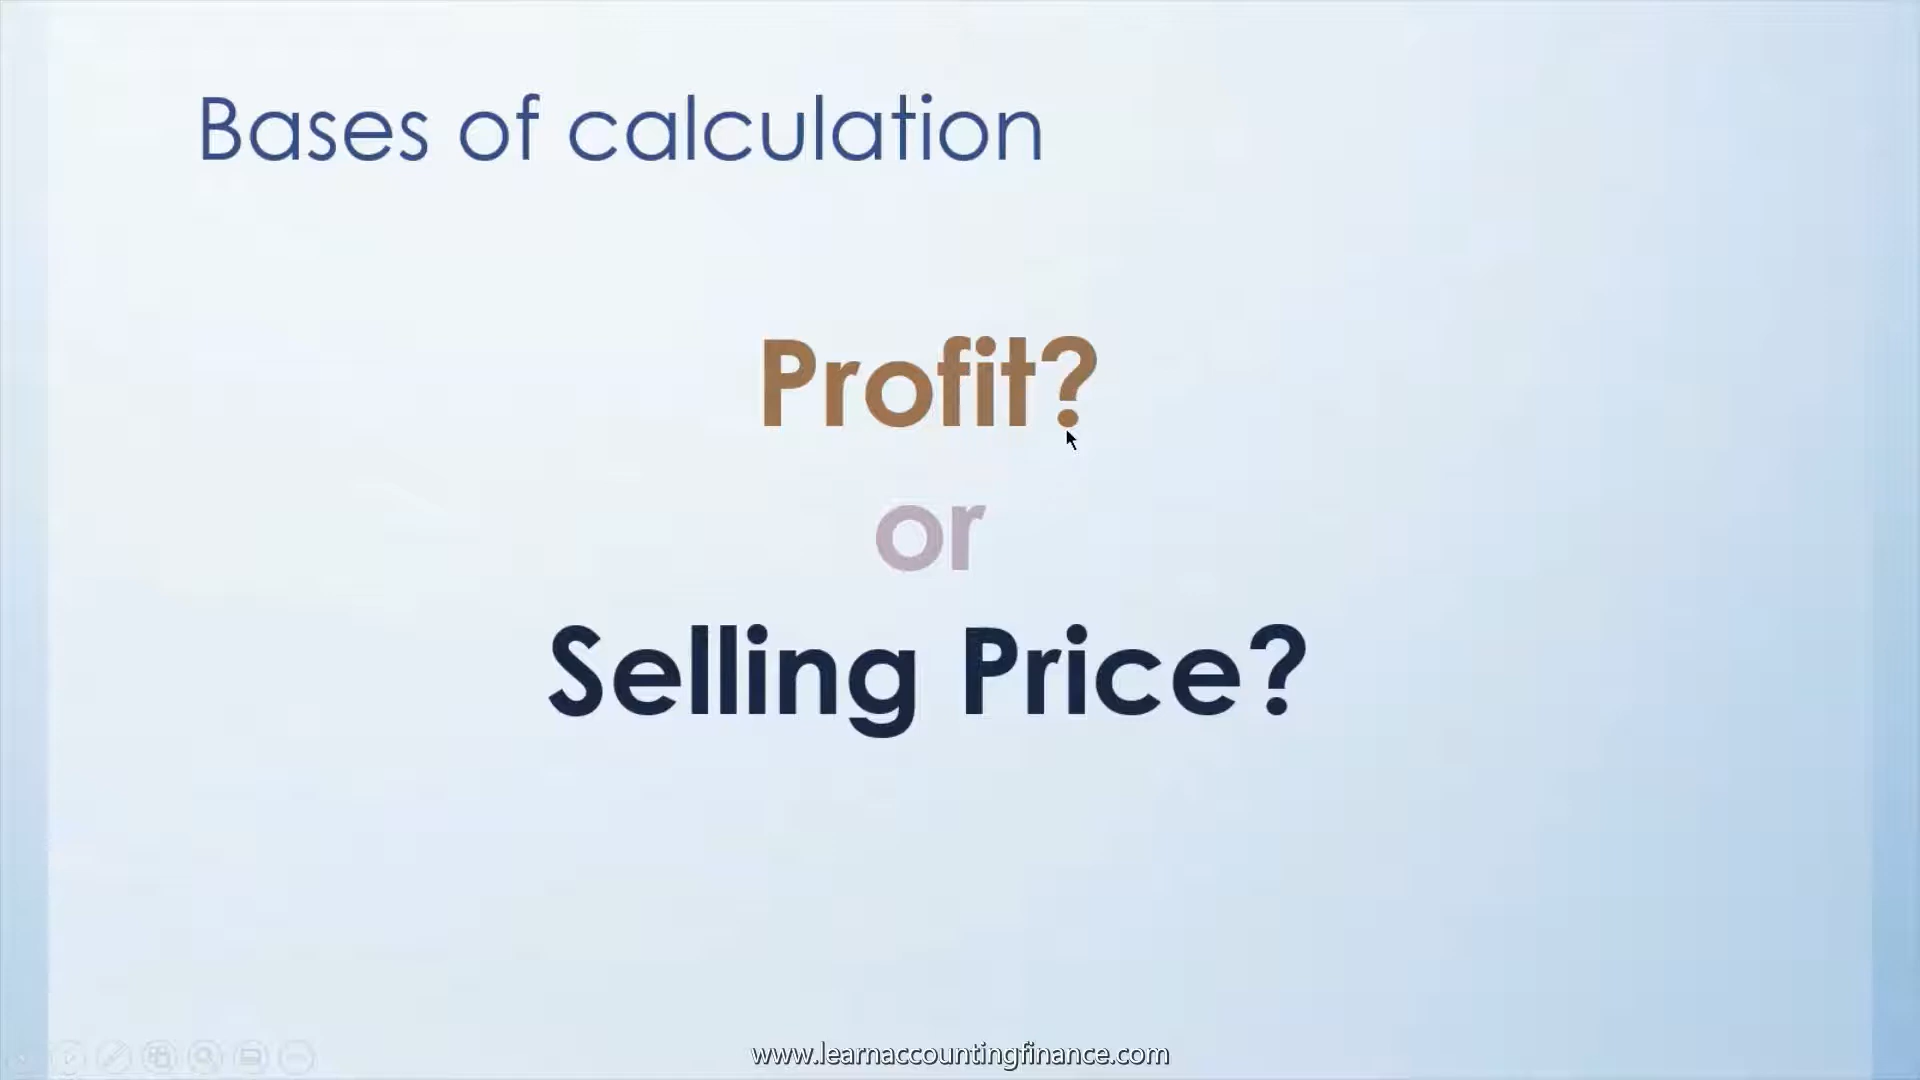 Bases of calculation
Profit?
or
Selling Price?
www.learnaccountingfinance.com